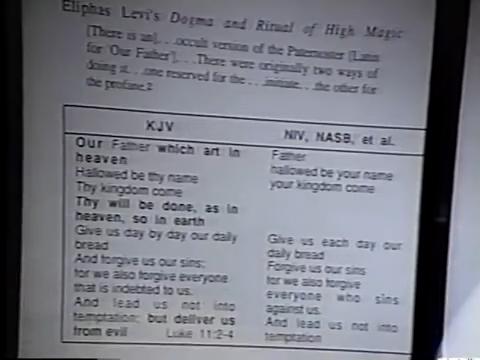 Eliphas Levi's Dogma and Ritual of High Magic
[There is an]. . .occult version of the Paternoster [Latin
for 'Our Father']. . .There were originally two ways of
doing it. . .one reserved for the. . .initiate. . .the other for
the profane.2
KJV
NIV, NASB, et al.
Our Father which art in
heaven
Hallowed be thy name
Thy kingdom come
Thy will be done, as in
heaven, so in earth
Give us day by day our daily
bread
And forgive us our sins;
for we also forgive everyone
that is indebted to us.
And lead us not into
temptation; but deliver us
from evil Luke 11:2-4
Father
hallowed be your name
your kingdom come
Give us each day our
daily bread
Forgive us our sins
for we also forgive
everyone who sins
against us.
And lead us not into
temptation